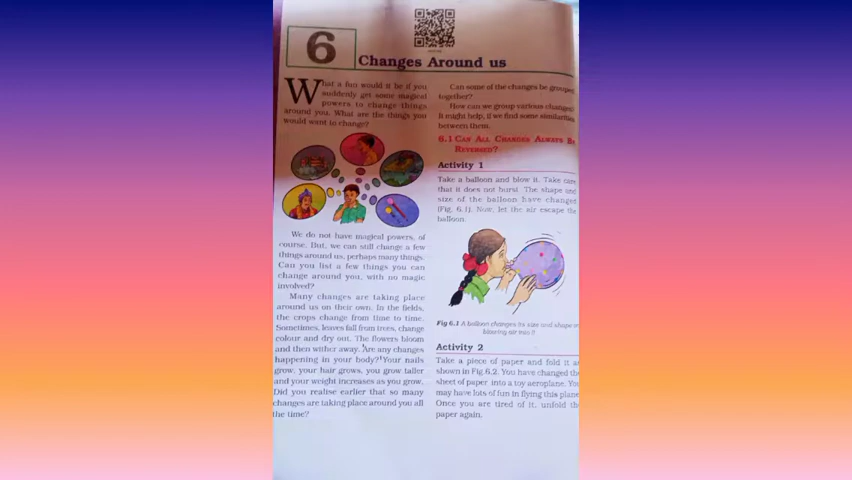 6
Changes Around us
What a fun would it be if you
suddenly get some magical
powers to change things
around you. What are the things you
would want to change?
We do not have magical powers, of
course. But, we can still change a few
things around us, perhaps many things.
Can you list a few things you can
change around you, with no magic
involved?
Many changes are taking place
around us on their own. In the fields,
the crops change from time to time.
Sometimes, leaves fall from trees, change
colour and dry out. The flowers bloom
and then wither away. Are any changes
happening in your body? Your nails
grow, your hair grows, you grow taller
and your weight increases as you grow.
Did you realise earlier that so many
changes are taking place around you all
the time?
Can some of the changes be grouped
together?
How can we group various changes?
It might help, if we find some similarities
between them.
6.1 CAN ALL CHANGES ALWAYS BE
REVERSED?
Activity 1
Take a balloon and blow it. Take care
that it does not burst. The shape and
size of the balloon have changed
(Fig. 6.1). Now, let the air escape the
balloon.
Fig 6.1 A balloon changes its size and shape on
blowing air into it
Activity 2
Take a piece of paper and fold it as
shown in Fig.6.2. You have changed the
sheet of paper into a toy aeroplane. You
may have lots of fun in flying this plane.
Once you are tired of it, unfold the
paper again.